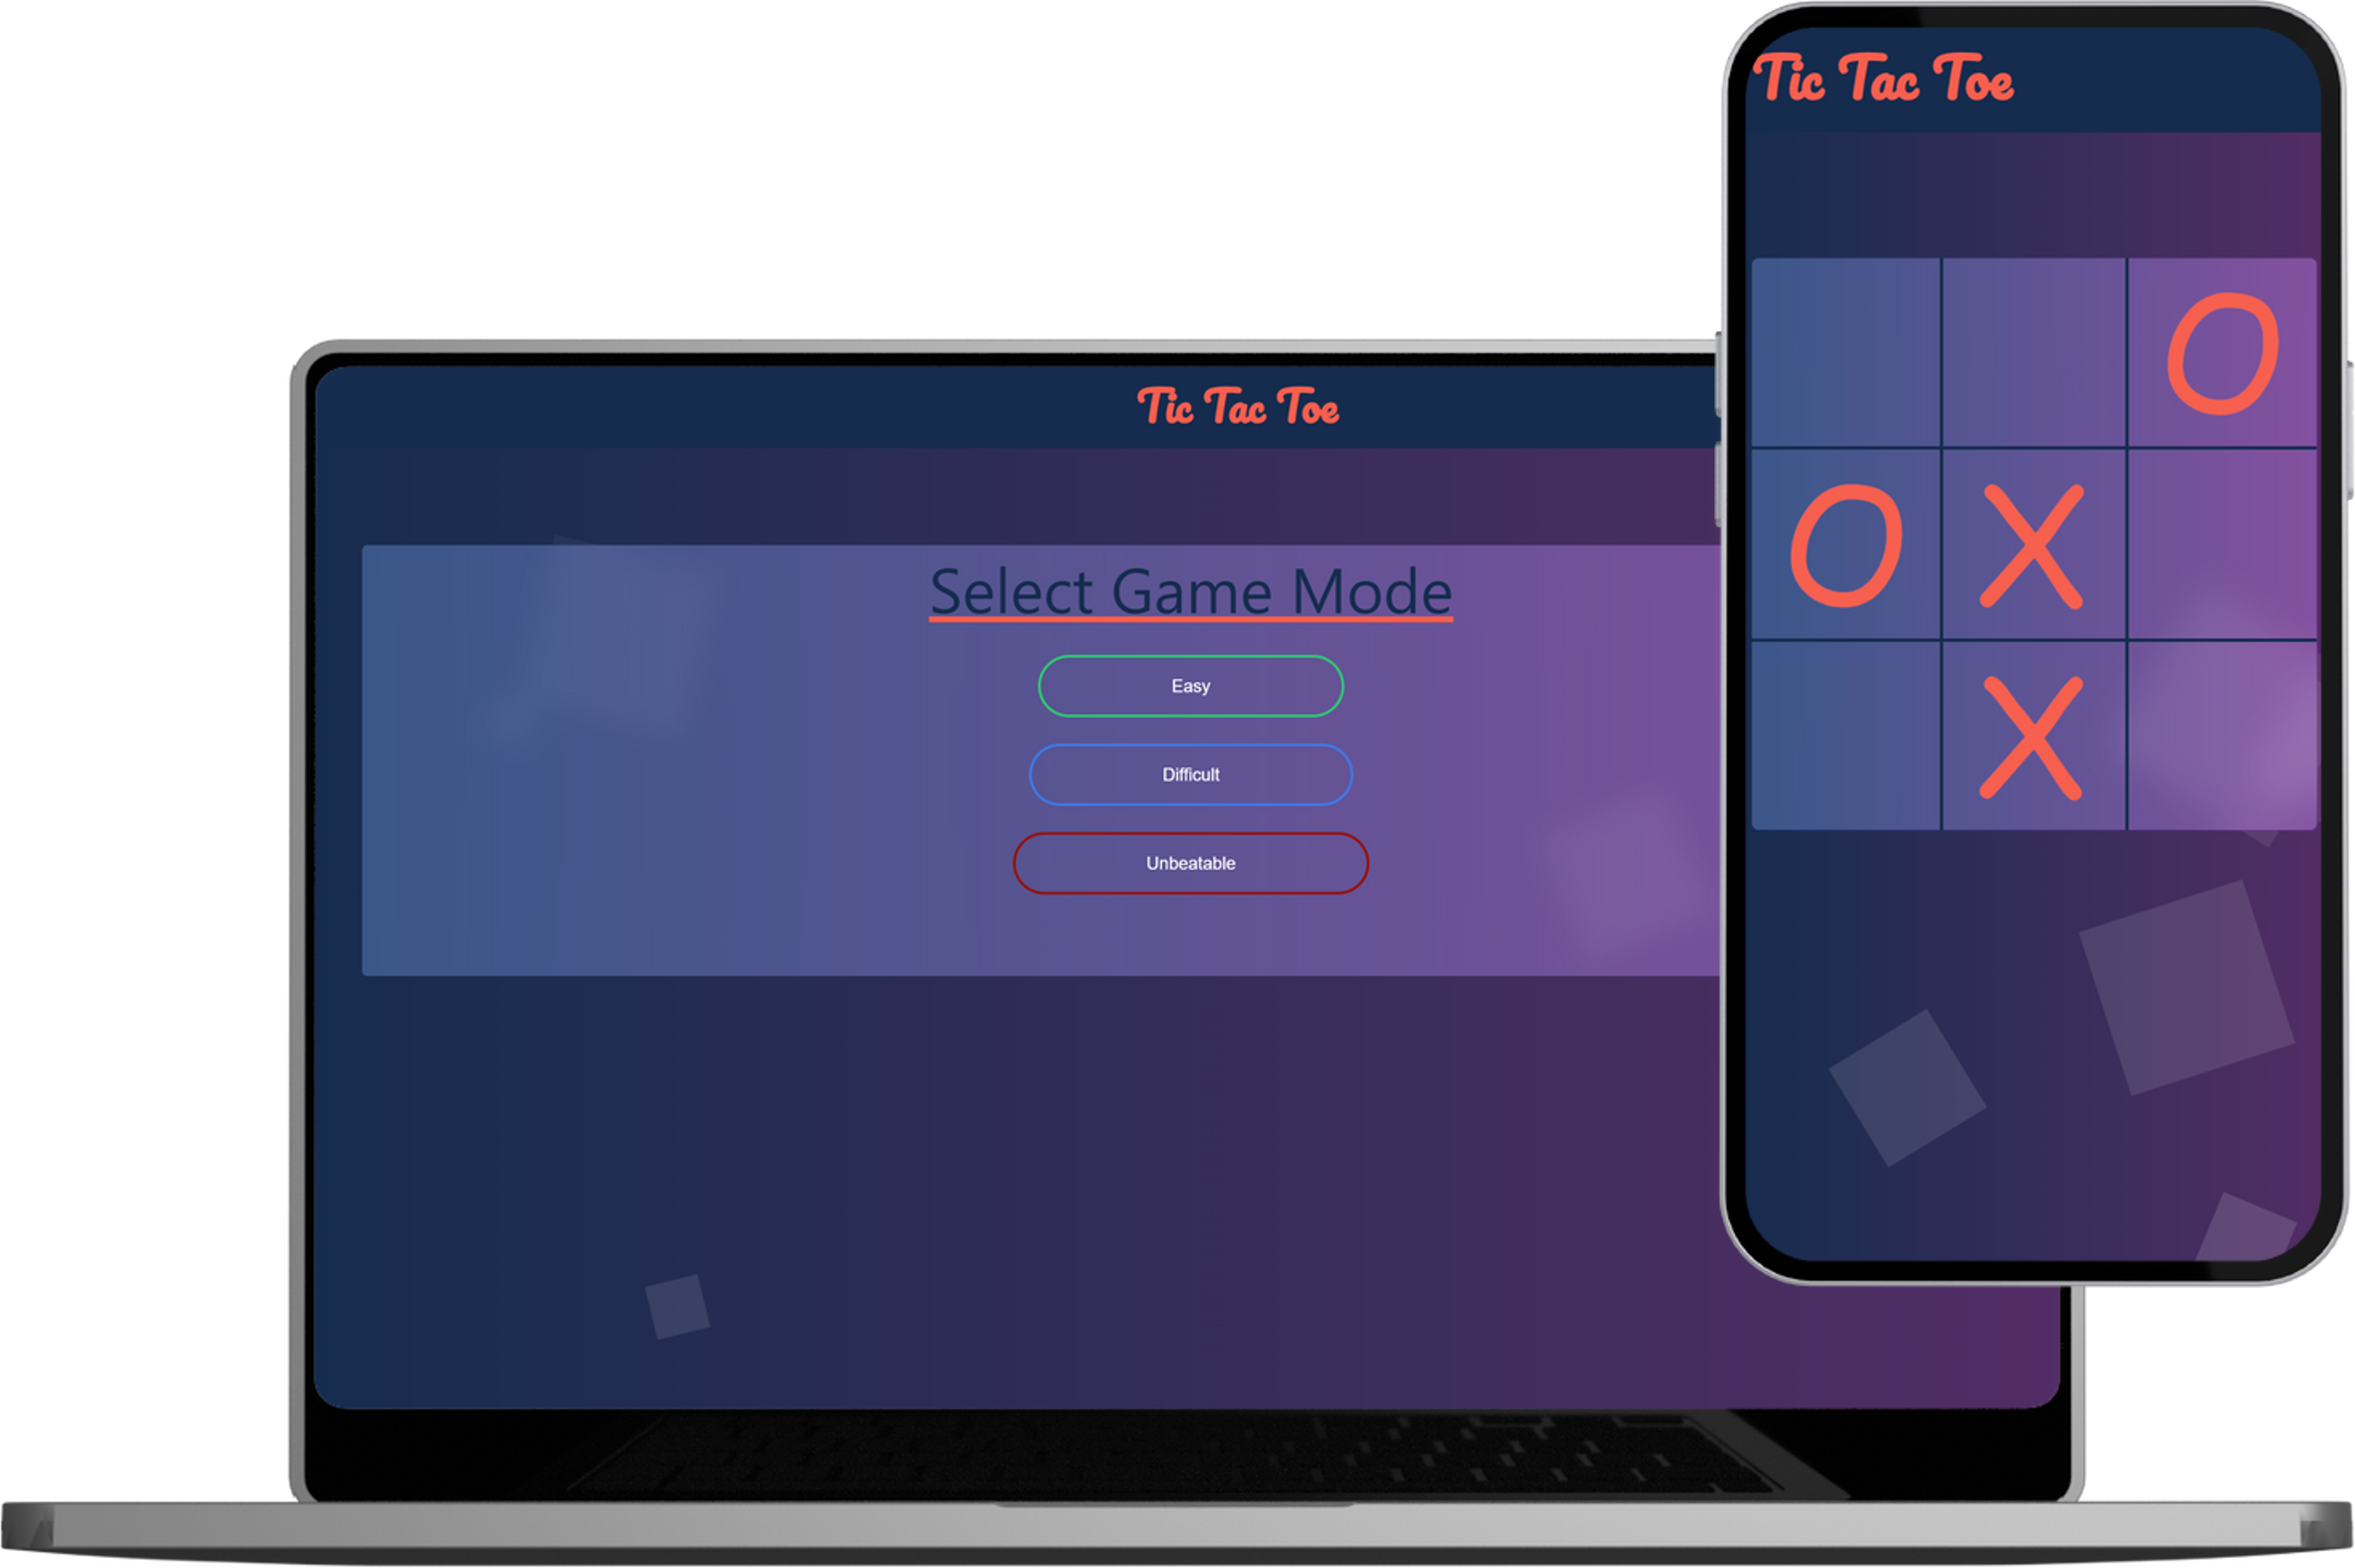 Tic Tac Toe
Select Game Mode
Easy
Difficult
Unbeatable
Tic Tac Toe
O
O X
X